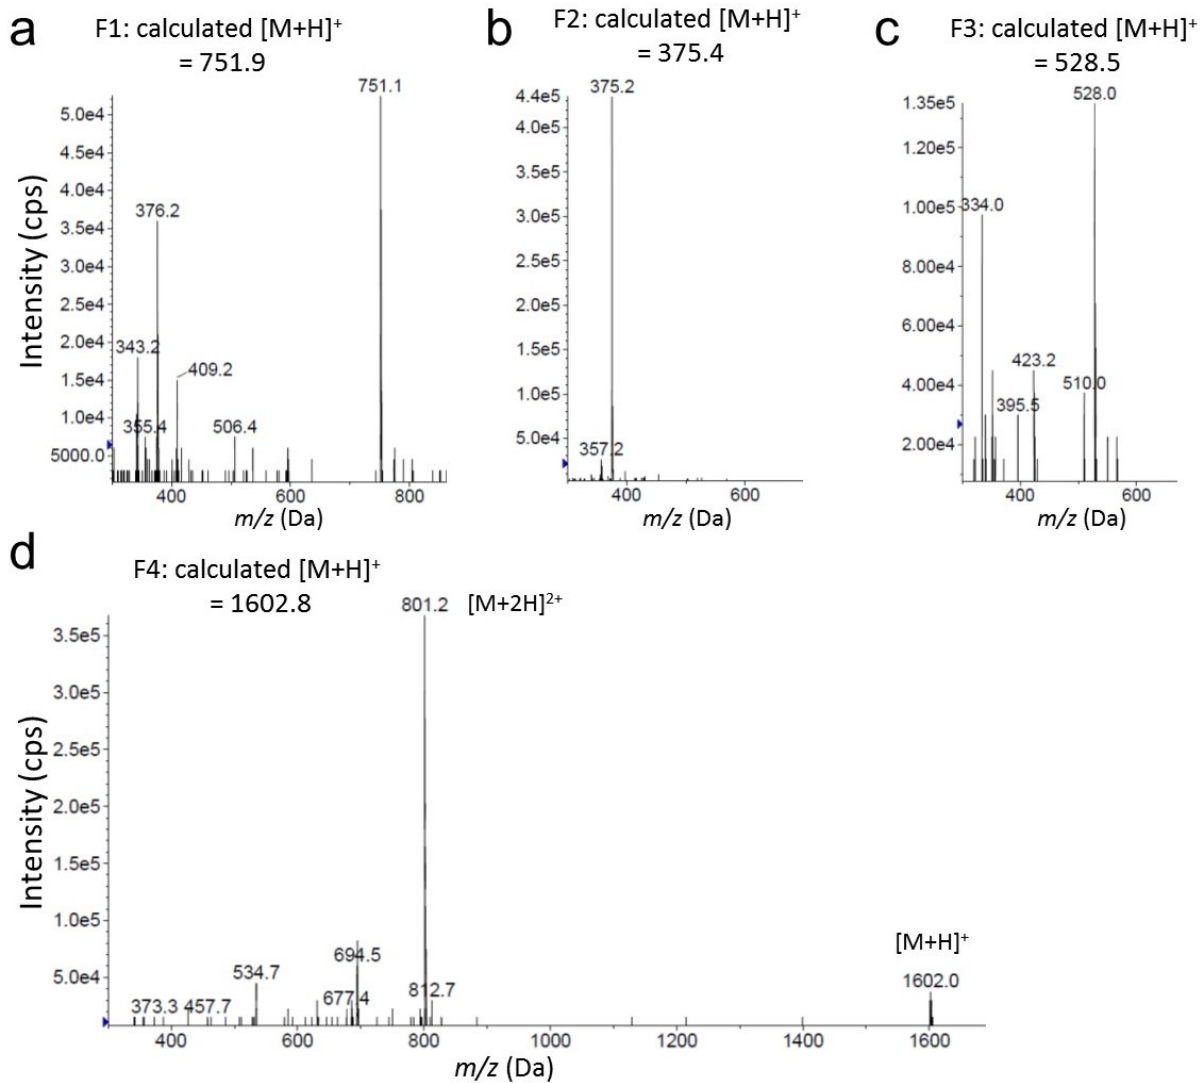 a
F1: calculated [M+H]+
= 751.9
b
F2: calculated [M+H]+
= 375.4
c
F3: calculated [M+H]+
= 528.5
Intensity (cps)
5.0e4
4.5e4
4.0e4
3.5e4
3.0e4
2.5e4
2.0e4
1.5e4
1.0e4
5000.0
751.1
376.2
343.2
409.2
355.4
506.4
400
600
800
m/z (Da)
4.4e5
4.0e5
3.5e5
3.0e5
2.5e5
2.0e5
1.5e5
1.0e5
5.0e4
375.2
357.2
400
600
m/z (Da)
1.35e5
1.20e5
1.00e5
8.00e4
6.00e4
4.00e4
2.00e4
528.0
334.0
423.2
510.0
395.5
400
600
m/z (Da)
d
F4: calculated [M+H]+
= 1602.8
801.2 [M+2H]2+
Intensity (cps)
3.5e5
3.0e5
2.5e5
2.0e5
1.5e5
1.0e5
5.0e4
694.5
534.7
677.4
812.7
373.3 457.7
[M+H]+
1602.0
400
600
800
1000
1200
1400
1600
m/z (Da)